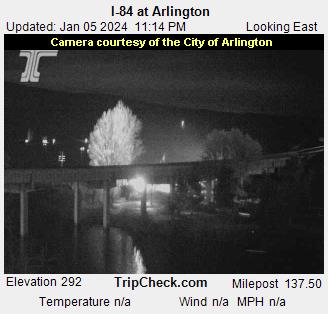 I-84 at Arlington
Updated: Jan 05 2024 11:14 PM Looking East
Camera courtesy of the City of Arlington
Elevation 292 TripCheck.com Milepost 137.50
Temperature n/a Wind n/a MPH n/a